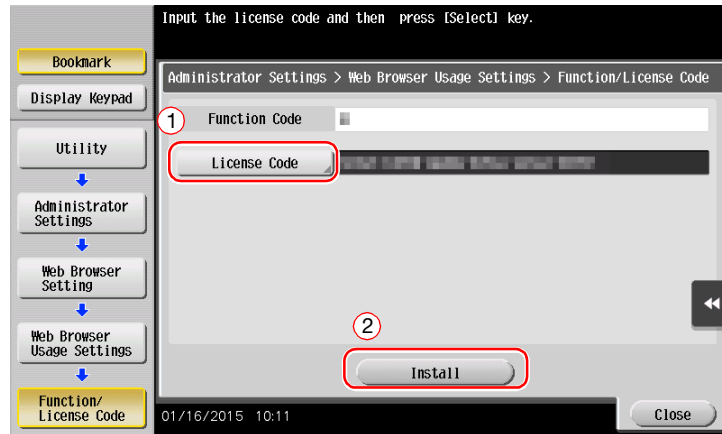 Input the license code and then press [Select] key.
Bookmark
Display Keypad
Utility
Administrator
Settings
Web Browser
Setting
Web Browser
Usage Settings
Function/
License Code
Administrator Settings > Web Browser Usage Settings > Function/License Code
1
Function Code
License Code
2
Install
01/16/2015 10:11
Close